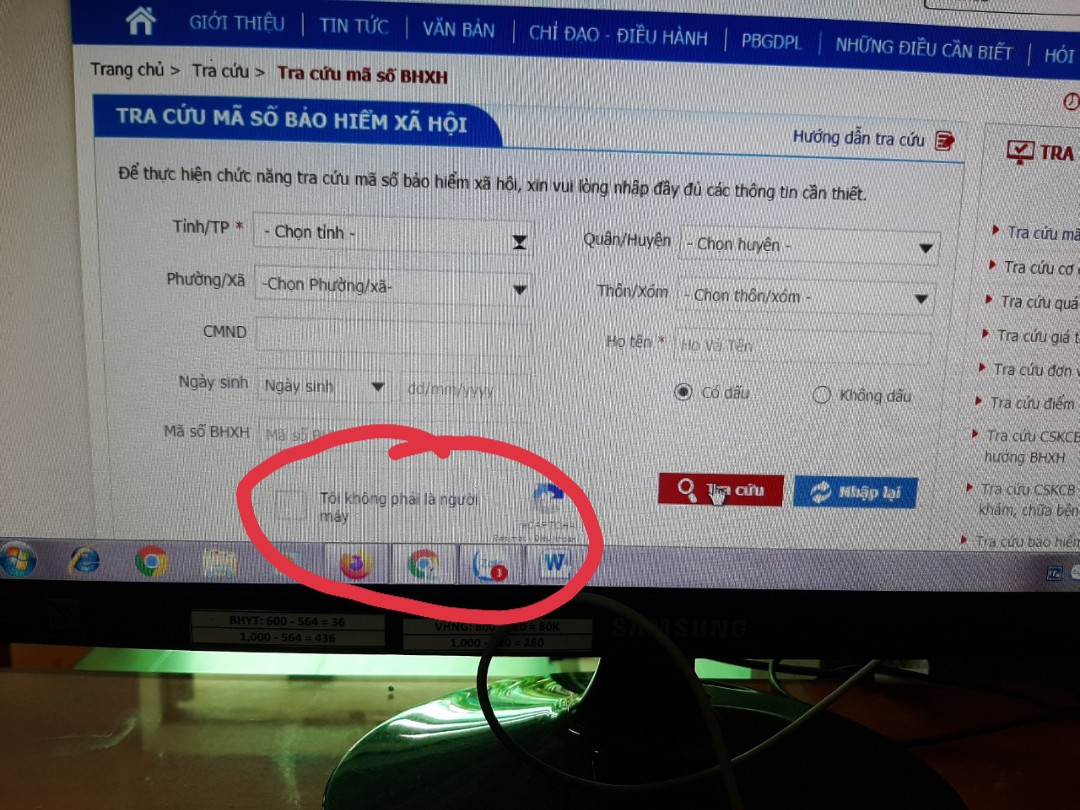 GIỚI THIỆU | TIN TỨC | VĂN BẢN | CHỈ ĐẠO - ĐIỀU HÀNH | PBGDPL | NHỮNG ĐIỀU CẦN BIẾT | HỎI
Trang chủ > Tra cứu > Tra cứu mã số BHXH
TRA CỨU MÃ SỐ BẢO HIỂM XÃ HỘI
Hướng dẫn tra cứu
Để thực hiện chức năng tra cứu mã số bảo hiểm xã hội, xin vui lòng nhập đầy đủ các thông tin cần thiết.
Tỉnh/TP * - Chọn tỉnh -
Quận/Huyện - Chọn huyện -
Phường/Xã -Chọn Phường/xã-
Thôn/Xóm - Chọn thôn/xóm -
CMND
Họ tên * Họ Và Tên
Ngày sinh Ngày sinh dd/mm/yyyy
Có dấu Không dấu
Mã số BHXH Mã số
Tôi không phải là người
máy
reCAPTCHA
Tra cứu Nhập lại
TRA
Tra cứu mã
Tra cứu cơ
Tra cứu quá
Tra cứu giá t
Tra cứu đơn v
Tra cứu điểm
Tra cứu CSKCB
hưởng BHXH
Tra cứu CSKCB
khám, chữa bện
Tra cứu bảo hiểm
3
W
BHYT: 600 - 564 = 36
1,000 - 564 = 436
= 80K
1,000 = 280
SAMSUNG